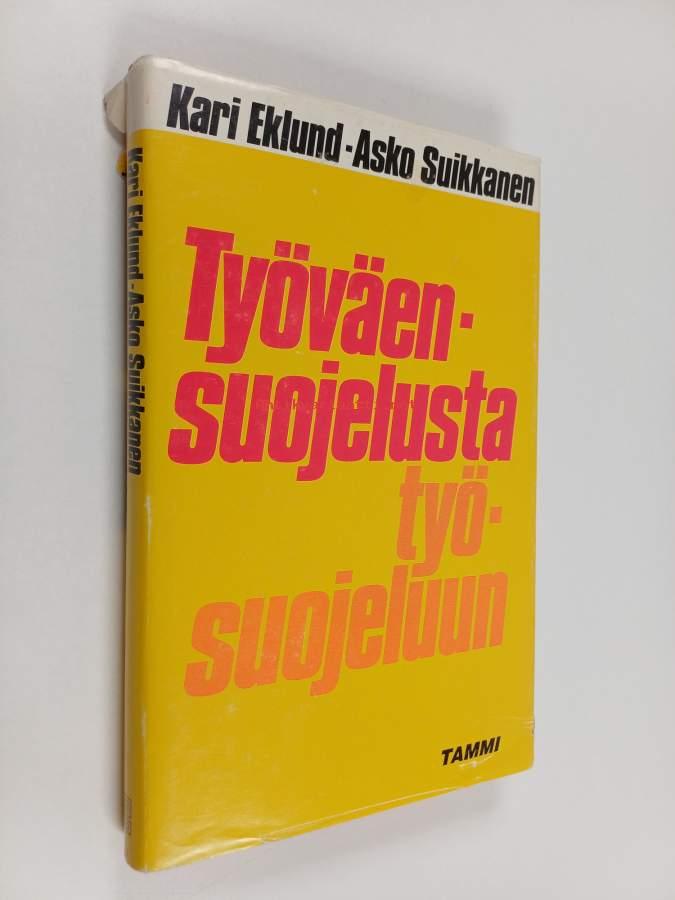 Kari Eklund · Asko Suikkanen
Työväen-
suojelusta
työ-
suojeluun
TAMMI
Kari Eklund · Asko Suikkanen